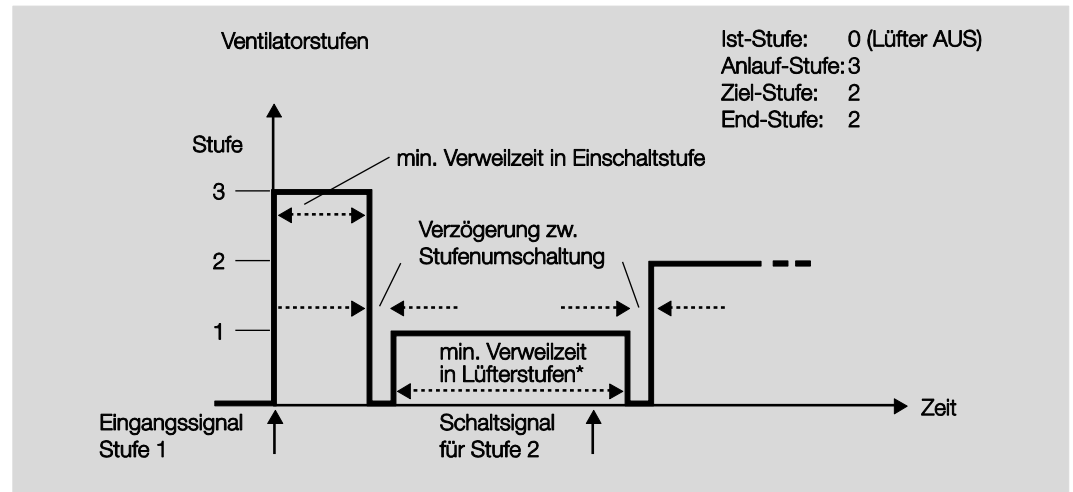 Ventilatorstufen
Ist-Stufe: 0 (Lüfter AUS)
Anlauf-Stufe: 3
Ziel-Stufe: 2
End-Stufe: 2
Stufe
min. Verweilzeit in Einschaltstufe
3
Verzögerung zw.
Stufenumschaltung
2
1
min. Verweilzeit
in Lüfterstufen*
Zeit
Eingangssignal
Stufe 1
Schaltsignal
für Stufe 2